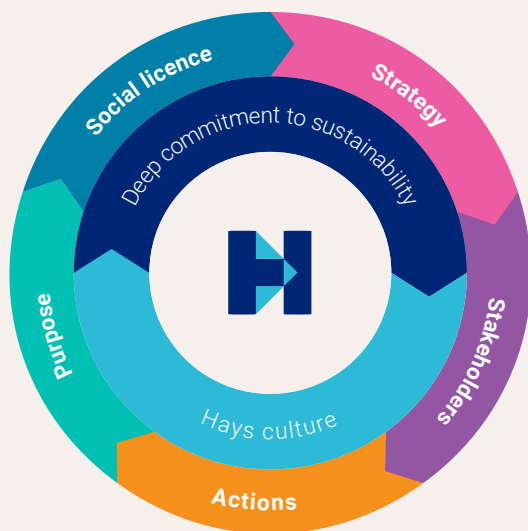 Social licence
Strategy
Deep commitment to sustainability
Purpose
Stakeholders
Hays culture
Actions